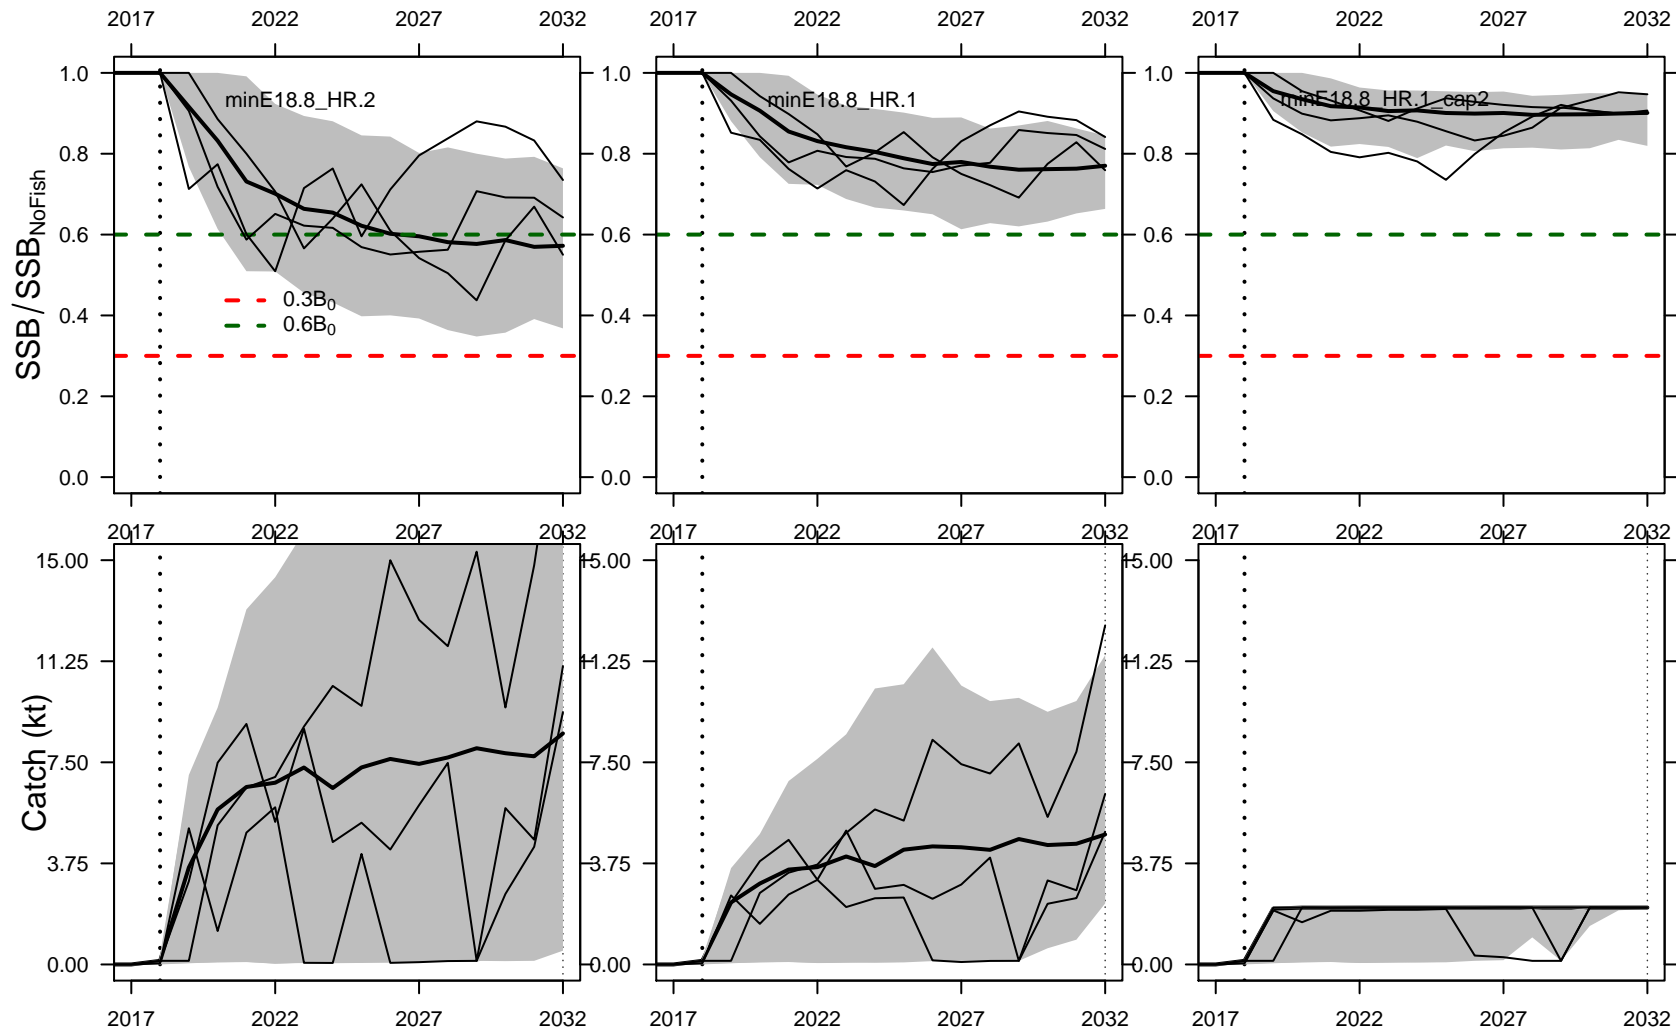 2017 2022 2027 2032 2017 2022 2027 2032 2017 2022 2027 2032
1.0 1.0 1.0
minE18.8_HR.2 minE18.8_HR.1 minE18.8_HR.1_cap2
0.8 0.8 0.8
SSB/SSB_NoFish
0.6 0.6 0.6
0.3B0
0.6B0
0.4 0.4 0.4
0.2 0.2 0.2
0.0 0.0 0.0
2017 2022 2027 2032 2017 2022 2027 2032 2017 2022 2027 2032
15.00 15.00 15.00
11.25 11.25 11.25
7.50 7.50 7.50
Catch (kt)
3.75 3.75 3.75
0.00 0.00 0.00
2017 2022 2027 2032 2017 2022 2027 2032 2017 2022 2027 2032